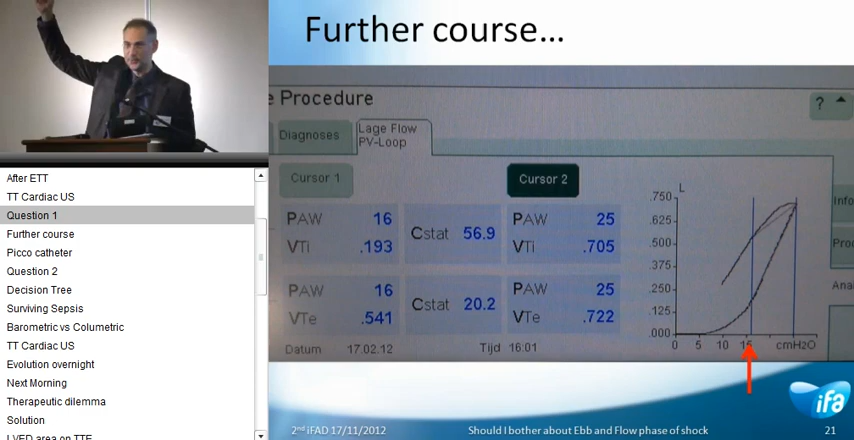 Further course...
e Procedure
?
Diagnoses
Lage Flow
PV-Loop
Cursor 1
Cursor 2
PAW 16
VTi .193
Cstat 56.9
PAW 25
VTi .705
PAW 16
VTe .541
Cstat 20.2
PAW 25
VTe .722
Datum 17.02.12 Tijd 16:01
L
.750
.625
.500
.375
.250
.125
.000
0 5 10 15 cmH2O
Info
Proc
Ana
After ETT
TT Cardiac US
Question 1
Further course
Picco catheter
Question 2
Decision Tree
Surviving Sepsis
Barometric vs Columetric
TT Cardiac US
Evolution overnight
Next Morning
Therapeutic dilemma
Solution
LVED area on TTE
2nd iFAD 17/11/2012 Should I bother about Ebb and Flow phase of shock 21
ifa